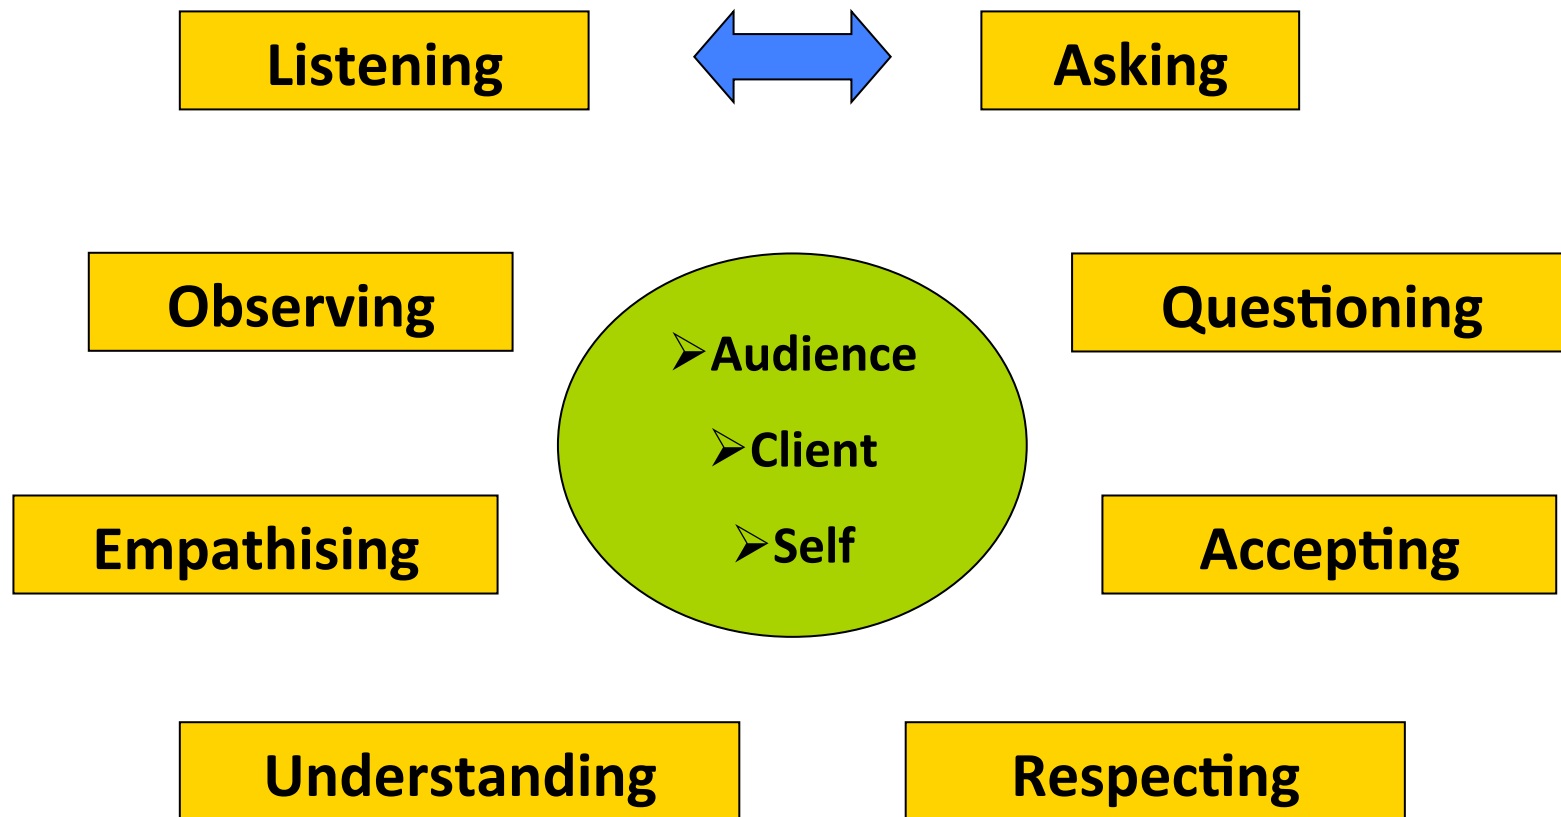 Listening
Asking
Observing
Questioning
➢Audience
➢Client
➢Self
Empathising
Accepting
Understanding
Respecting